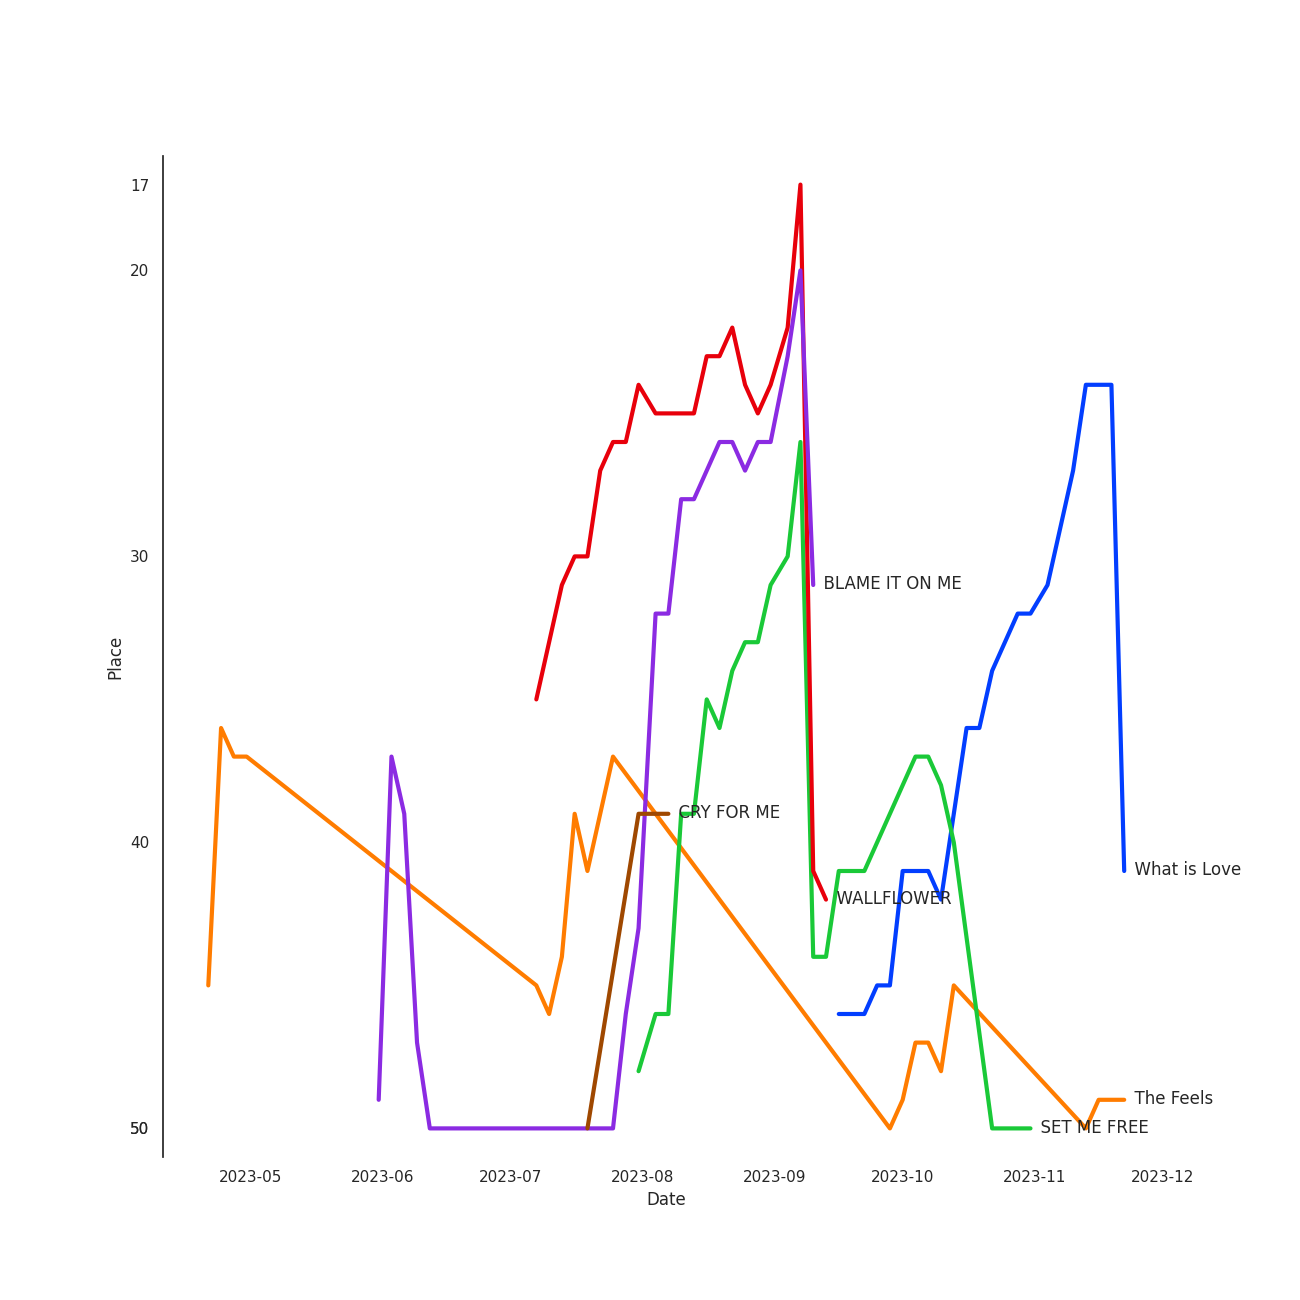 17
20
30
40
50
Place
BLAME IT ON ME
CRY FOR ME
What is Love
WALLFLOWER
The Feels
SET ME FREE
2023-05 2023-06 2023-07 2023-08 2023-09 2023-10 2023-11 2023-12
Date